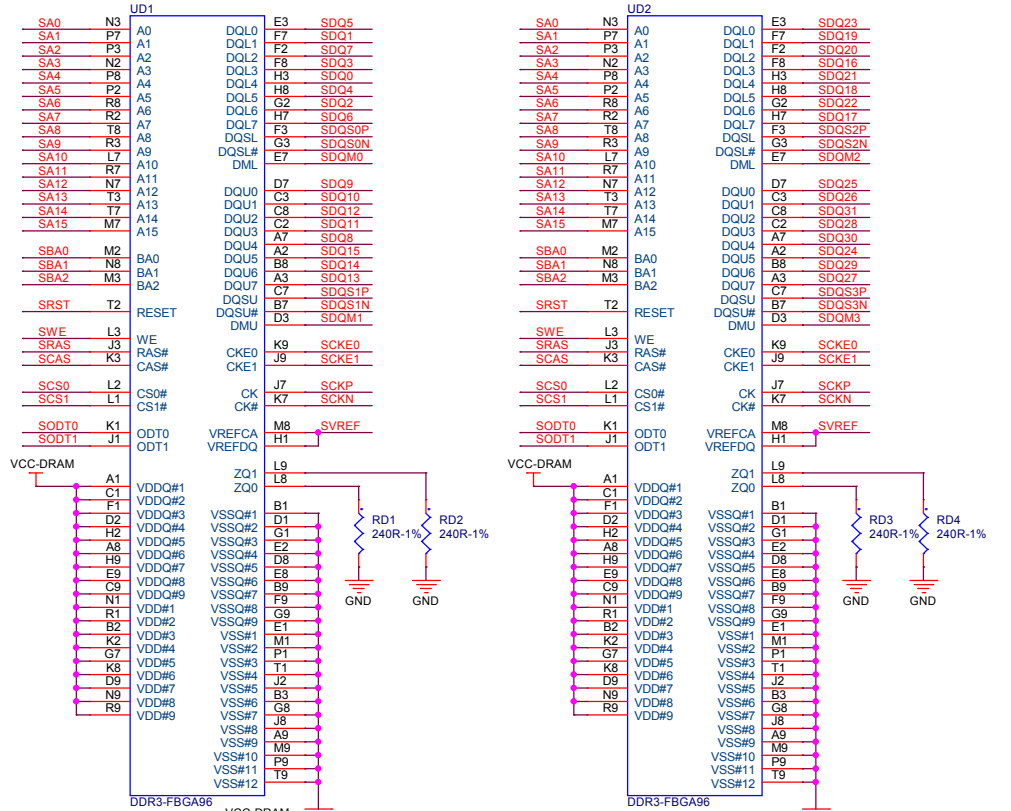 UD1
SA0 N3 A0 DQL0 E3 SDQ5
SA1 P7 A1 DQL1 F7 SDQ1
SA2 P3 A2 DQL2 F2 SDQ7
SA3 N2 A3 DQL3 F8 SDQ3
SA4 P8 A4 DQL4 H3 SDQ0
SA5 P2 A5 DQL5 H8 SDQ4
SA6 R8 A6 DQL6 G2 SDQ2
SA7 R2 A7 DQL7 H7 SDQ6
SA8 T8 A8 DQSL F3 SDQS0P
SA9 R3 A9 DQSL# G3 SDQS0N
SA10 L7 A10 DML E7 SDQM0
SA11 R7 A11
SA12 N7 A12 DQU0 D7 SDQ9
SA13 T3 A13 DQU1 C3 SDQ10
SA14 T7 A14 DQU2 C8 SDQ12
SA15 M7 A15 DQU3 C2 SDQ11
DQU4 A7 SDQ8
SBA0 M2 BA0 DQU5 A2 SDQ15
SBA1 N8 BA1 DQU6 B8 SDQ14
SBA2 M3 BA2 DQU7 A3 SDQ13
DQSU C7 SDQS1P
SRST T2 RESET DQSU# B7 SDQS1N
DMU D3 SDQM1
SWE L3 WE
SRAS J3 RAS# CKE0 K9 SCKE0
SCAS K3 CAS# CKE1 J9 SCKE1
SCS0 L2 CS0# CK J7 SCKP
SCS1 L1 CS1# CK# K7 SCKN
SODT0 K1 ODT0 VREFCA M8 SVREF
SODT1 J1 ODT1 VREFDQ H1
VCC-DRAM
ZQ1 L9
A1 VDDQ#1 ZQ0 L8
C1 VDDQ#2
F1 VDDQ#3 VSSQ#1 B1
D2 VDDQ#4 VSSQ#2 D1
H2 VDDQ#5 VSSQ#3 G1
A8 VDDQ#6 VSSQ#4 E2
H9 VDDQ#7 VSSQ#5 D8
E9 VDDQ#8 VSSQ#6 E8
C9 VDDQ#9 VSSQ#7 B9
N1 VDD#1 VSSQ#8 F9
R1 VDD#2 VSSQ#9 G9
B2 VDD#3 VSS#1 E1
K2 VDD#4 VSS#2 M1
G7 VDD#5 VSS#3 P1
K8 VDD#6 VSS#4 T1
D9 VDD#7 VSS#5 J2
N9 VDD#8 VSS#6 B3
R9 VDD#9 VSS#7 G8
VSS#8 J8
VSS#9 A9
VSS#10 M9
VSS#11 P9
VSS#12 T9
DDR3-FBGA96
RD1
240R-1%
RD2
240R-1%
GND
GND
VCC-DRAM
UD2
SA0 N3 A0 DQL0 E3 SDQ23
SA1 P7 A1 DQL1 F7 SDQ19
SA2 P3 A2 DQL2 F2 SDQ20
SA3 N2 A3 DQL3 F8 SDQ16
SA4 P8 A4 DQL4 H3 SDQ21
SA5 P2 A5 DQL5 H8 SDQ18
SA6 R8 A6 DQL6 G2 SDQ22
SA7 R2 A7 DQL7 H7 SDQ17
SA8 T8 A8 DQSL F3 SDQS2P
SA9 R3 A9 DQSL# G3 SDQS2N
SA10 L7 A10 DML E7 SDQM2
SA11 R7 A11
SA12 N7 A12 DQU0 D7 SDQ25
SA13 T3 A13 DQU1 C3 SDQ26
SA14 T7 A14 DQU2 C8 SDQ31
SA15 M7 A15 DQU3 C2 SDQ28
DQU4 A7 SDQ30
SBA0 M2 BA0 DQU5 A2 SDQ24
SBA1 N8 BA1 DQU6 B8 SDQ29
SBA2 M3 BA2 DQU7 A3 SDQ27
DQSU C7 SDQS3P
SRST T2 RESET DQSU# B7 SDQS3N
DMU D3 SDQM3
SWE L3 WE
SRAS J3 RAS# CKE0 K9 SCKE0
SCAS K3 CAS# CKE1 J9 SCKE1
SCS0 L2 CS0# CK J7 SCKP
SCS1 L1 CS1# CK# K7 SCKN
SODT0 K1 ODT0 VREFCA M8 SVREF
SODT1 J1 ODT1 VREFDQ H1
VCC-DRAM
ZQ1 L9
A1 VDDQ#1 ZQ0 L8
C1 VDDQ#2
F1 VDDQ#3 VSSQ#1 B1
D2 VDDQ#4 VSSQ#2 D1
H2 VDDQ#5 VSSQ#3 G1
A8 VDDQ#6 VSSQ#4 E2
H9 VDDQ#7 VSSQ#5 D8
E9 VDDQ#8 VSSQ#6 E8
C9 VDDQ#9 VSSQ#7 B9
N1 VDD#1 VSSQ#8 F9
R1 VDD#2 VSSQ#9 G9
B2 VDD#3 VSS#1 E1
K2 VDD#4 VSS#2 M1
G7 VDD#5 VSS#3 P1
K8 VDD#6 VSS#4 T1
D9 VDD#7 VSS#5 J2
N9 VDD#8 VSS#6 B3
R9 VDD#9 VSS#7 G8
VSS#8 J8
VSS#9 A9
VSS#10 M9
VSS#11 P9
VSS#12 T9
DDR3-FBGA96
RD3
240R-1%
RD4
240R-1%
GND
GND